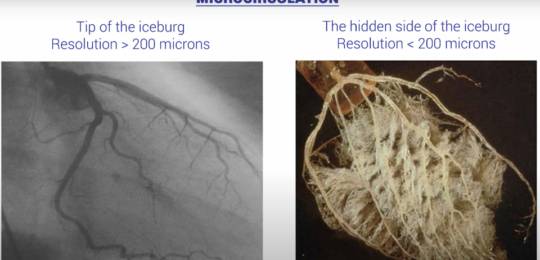 MICROCIRCULATION
Tip of the iceburg
Resolution > 200 microns
The hidden side of the iceburg
Resolution < 200 microns